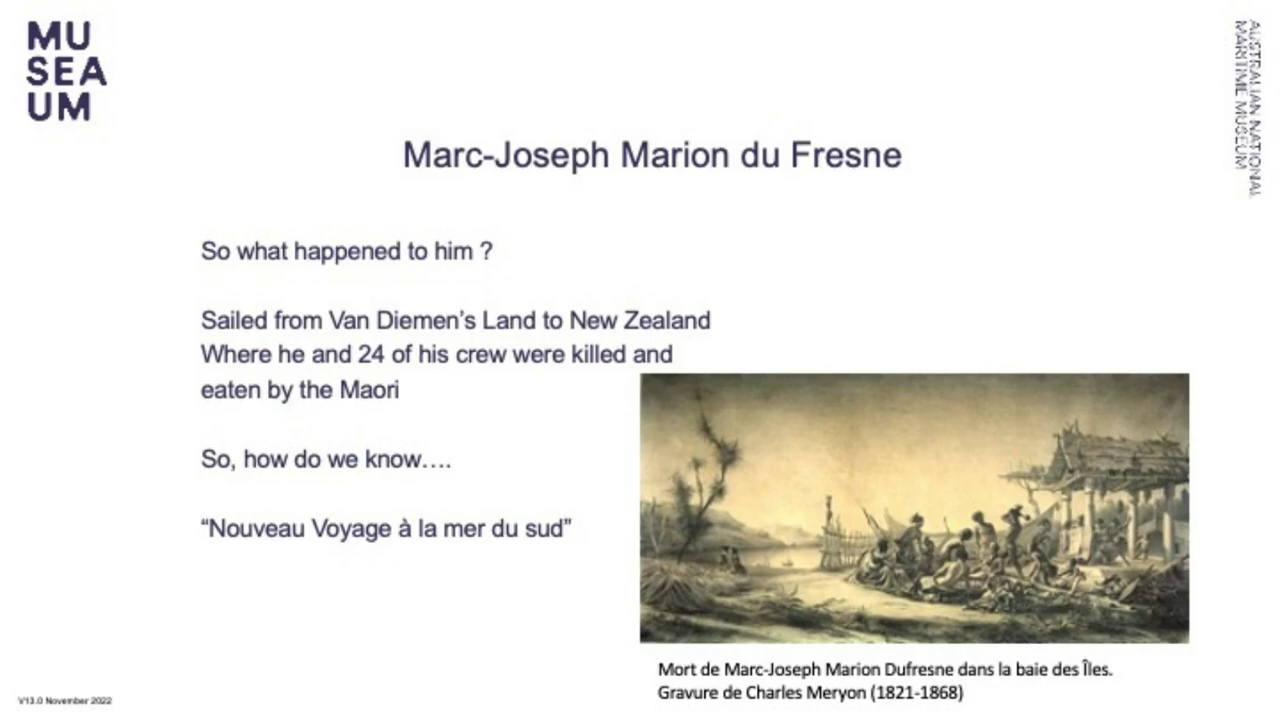 MU
SEA
UM
AUSTRALIAN NATIONAL
MARITIME MUSEUM
Marc-Joseph Marion du Fresne
So what happened to him ?
Sailed from Van Diemen’s Land to New Zealand
Where he and 24 of his crew were killed and
eaten by the Maori
So, how do we know….
“Nouveau Voyage à la mer du sud”
Mort de Marc-Joseph Marion Dufresne dans la baie des Îles.
Gravure de Charles Meryon (1821-1868)
V13.0 November 2022